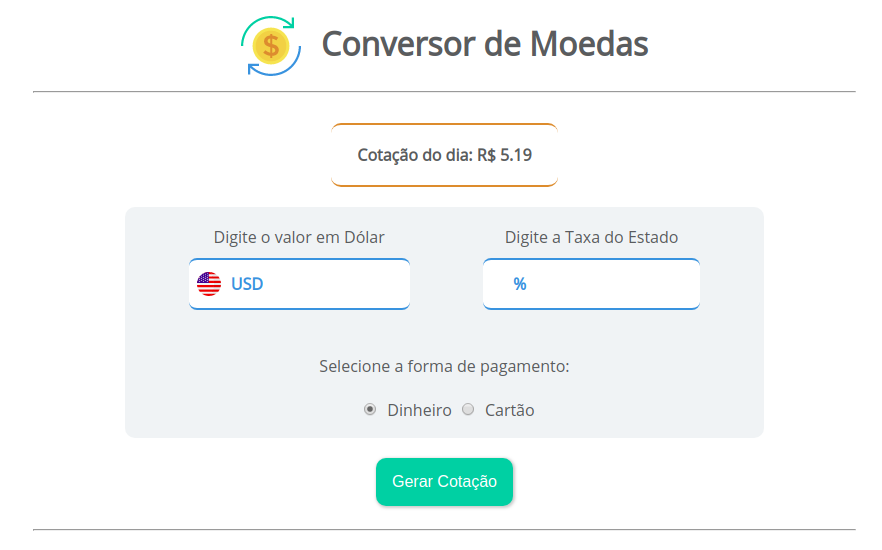 $ Conversor de Moedas
Cotação do dia: R$ 5.19
Digite o valor em Dólar
Digite a Taxa do Estado
USD
%
Selecione a forma de pagamento:
Dinheiro Cartão
Gerar Cotação